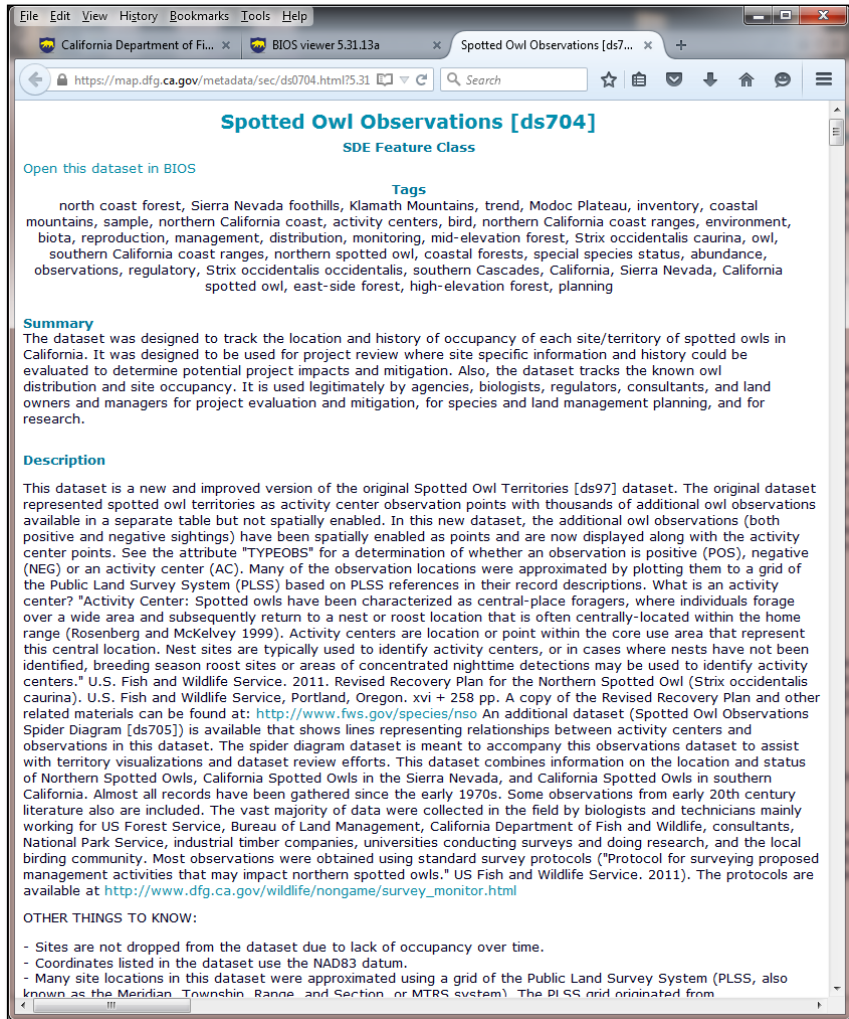 File Edit View History Bookmarks Tools Help
California Department of Fi... × BIOS viewer 5.31.13a × Spotted Owl Observations [ds7... × +
https://map.dfg.ca.gov/metadata/sec/ds0704.html?5.31 Search
Spotted Owl Observations [ds704]
SDE Feature Class
Open this dataset in BIOS
Tags
north coast forest, Sierra Nevada foothills, Klamath Mountains, trend, Modoc Plateau, inventory, coastal
mountains, sample, northern California coast, activity centers, bird, northern California coast ranges, environment,
biota, reproduction, management, distribution, monitoring, mid-elevation forest, Strix occidentalis caurina, owl,
southern California coast ranges, northern spotted owl, coastal forests, special species status, abundance,
observations, regulatory, Strix occidentalis occidentalis, southern Cascades, California, Sierra Nevada, California
spotted owl, east-side forest, high-elevation forest, planning
Summary
The dataset was designed to track the location and history of occupancy of each site/territory of spotted owls in
California. It was designed to be used for project review where site specific information and history could be
evaluated to determine potential project impacts and mitigation. Also, the dataset tracks the known owl
distribution and site occupancy. It is used legitimately by agencies, biologists, regulators, consultants, and land
owners and managers for project evaluation and mitigation, for species and land management planning, and for
research.
Description
This dataset is a new and improved version of the original Spotted Owl Territories [ds97] dataset. The original dataset
represented spotted owl territories as activity center observation points with thousands of additional owl observations
available in a separate table but not spatially enabled. In this new dataset, the additional owl observations (both
positive and negative sightings) have been spatially enabled as points and are now displayed along with the activity
center points. See the attribute "TYPEOBS" for a determination of whether an observation is positive (POS), negative
(NEG) or an activity center (AC). Many of the observation locations were approximated by plotting them to a grid of
the Public Land Survey System (PLSS) based on PLSS references in their record descriptions. What is an activity
center? "Activity Center: Spotted owls have been characterized as central-place foragers, where individuals forage
over a wide area and subsequently return to a nest or roost location that is often centrally-located within the home
range (Rosenberg and McKelvey 1999). Activity centers are location or point within the core use area that represent
this central location. Nest sites are typically used to identify activity centers, or in cases where nests have not been
identified, breeding season roost sites or areas of concentrated nighttime detections may be used to identify activity
centers." U.S. Fish and Wildlife Service. 2011. Revised Recovery Plan for the Northern Spotted Owl (Strix occidentalis
caurina). U.S. Fish and Wildlife Service, Portland, Oregon. xvi + 258 pp. A copy of the Revised Recovery Plan and other
related materials can be found at: http://www.fws.gov/species/nso An additional dataset (Spotted Owl Observations
Spider Diagram [ds705]) is available that shows lines representing relationships between activity centers and
observations in this dataset. The spider diagram dataset is meant to accompany this observations dataset to assist
with territory visualizations and dataset review efforts. This dataset combines information on the location and status
of Northern Spotted Owls, California Spotted Owls in the Sierra Nevada, and California Spotted Owls in southern
California. Almost all records have been gathered since the early 1970s. Some observations from early 20th century
literature also are included. The vast majority of data were collected in the field by biologists and technicians mainly
working for US Forest Service, Bureau of Land Management, California Department of Fish and Wildlife, consultants,
National Park Service, industrial timber companies, universities conducting surveys and doing research, and the local
birding community. Most observations were obtained using standard survey protocols ("Protocol for surveying proposed
management activities that may impact northern spotted owls." US Fish and Wildlife Service. 2011). The protocols are
available at http://www.dfg.ca.gov/wildlife/nongame/survey_monitor.html
OTHER THINGS TO KNOW:
- Sites are not dropped from the dataset due to lack of occupancy over time.
- Coordinates listed in the dataset use the NAD83 datum.
- Many site locations in this dataset were approximated using a grid of the Public Land Survey System (PLSS, also
known as the Meridian, Township, Range, and Section, or MTRS system). The PLSS grid originated from